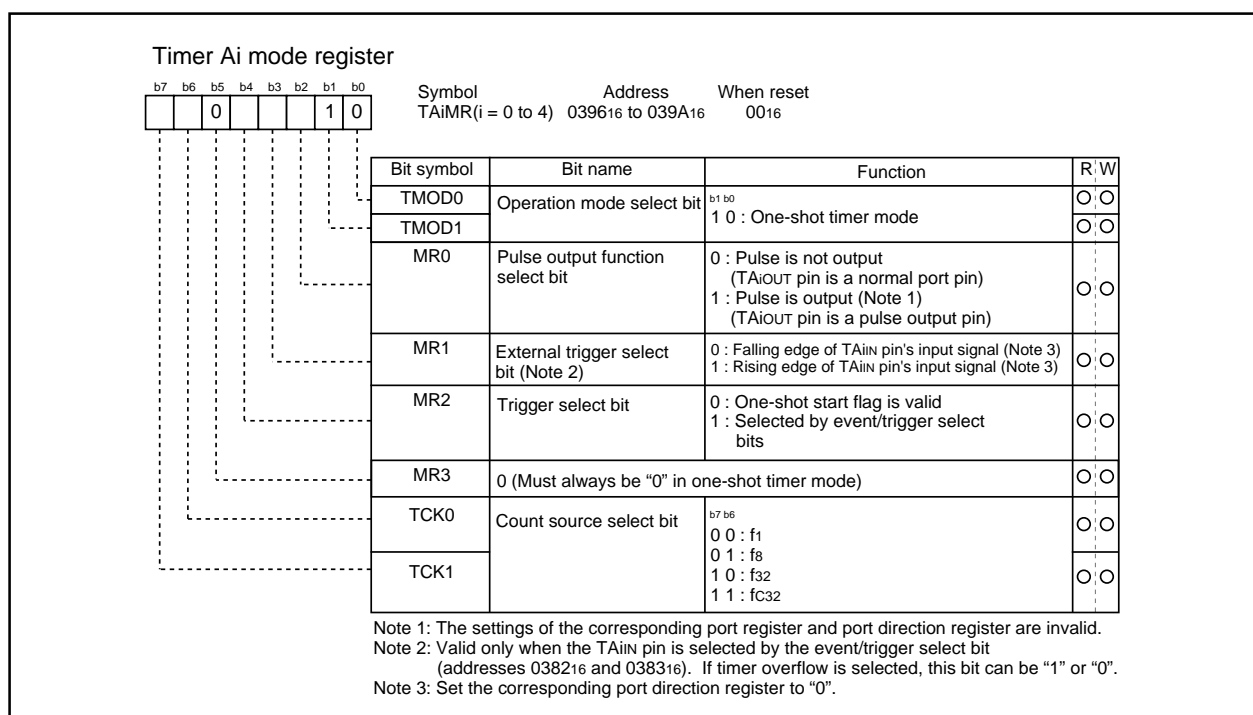 Timer Ai mode register
b7 b6 b5 b4 b3 b2 b1 b0
0 1 0
Symbol Address When reset
TAiMR(i = 0 to 4) 039616 to 039A16 0016
Bit symbol Bit name Function R W
TMOD0
TMOD1
Operation mode select bit
b1 b0
1 0 : One-shot timer mode
MR0
Pulse output function
select bit
0 : Pulse is not output
(TAiOUT pin is a normal port pin)
1 : Pulse is output (Note 1)
(TAiOUT pin is a pulse output pin)
MR1
External trigger select
bit (Note 2)
0 : Falling edge of TAiIN pin's input signal (Note 3)
1 : Rising edge of TAiIN pin's input signal (Note 3)
MR2
Trigger select bit
0 : One-shot start flag is valid
1 : Selected by event/trigger select
bits
MR3
0 (Must always be “0” in one-shot timer mode)
TCK0
TCK1
Count source select bit
b7 b6
0 0 : f1
0 1 : f8
1 0 : f32
1 1 : fC32
Note 1: The settings of the corresponding port register and port direction register are invalid.
Note 2: Valid only when the TAiIN pin is selected by the event/trigger select bit
(addresses 038216 and 038316). If timer overflow is selected, this bit can be “1” or “0”.
Note 3: Set the corresponding port direction register to “0”.